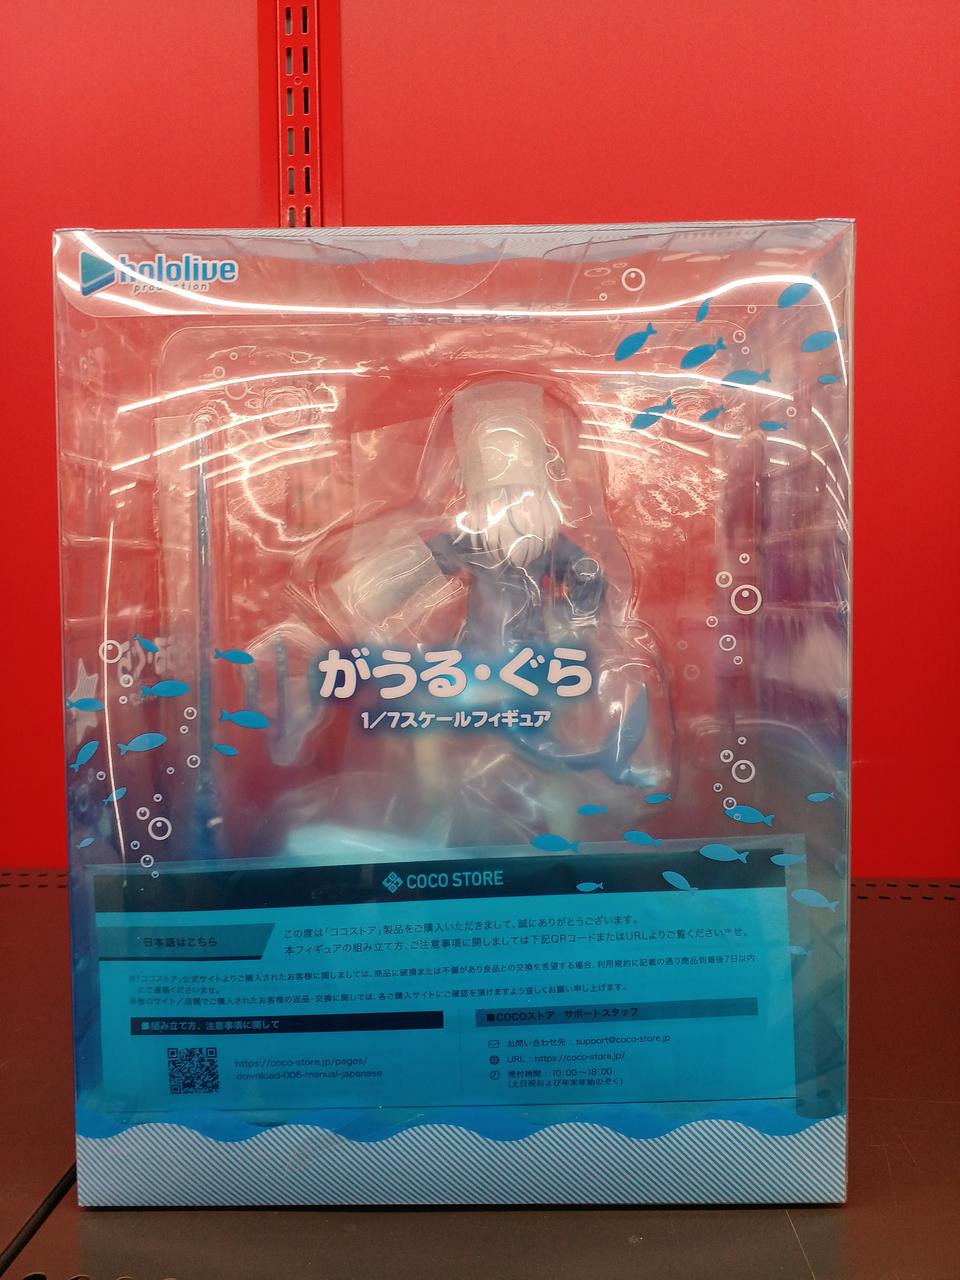 hololive
production
がうる・ぐら
1/7スケールフィギュア
COCO STORE
日本語はこちら
この度は「ココストア」製品をご購入いただきまして、誠にありがとうございます。
本フィギュアの組み立て方、ご注意事項に関しましては下記QRコードまたはURLよりご覧くださいませ。
※「ココストア」公式サイトよりご購入されたお客様に関しましては、商品に破損または不備があり良品との交換を希望する場合、利用規約に記載の通り商品到着後7日以内
にご連絡くださいませ。
※他のサイト/店舗でご購入されたお客様の返品・交換に関しては、各ご購入サイトにご確認を頂けますよう宜しくお願い申し上げます。
■組み立て方、注意事項に関して
https://coco-store.jp/pages/
download-006-manual-japanese
■COCOストア サポートスタッフ
お問い合わせ先：support@coco-store.jp
URL：https://coco-store.jp/
受付時間：10:00～18:00
(土日祝および年末年始のぞく)